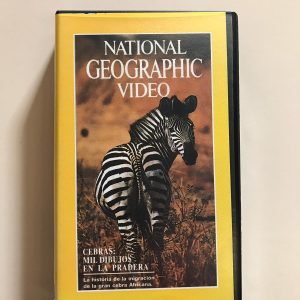 NATIONAL
GEOGRAPHIC
VIDEO
CEBRAS:
MIL DIBUJOS
EN LA PRADERA
La historia de la migración
de la gran cebra Africana.